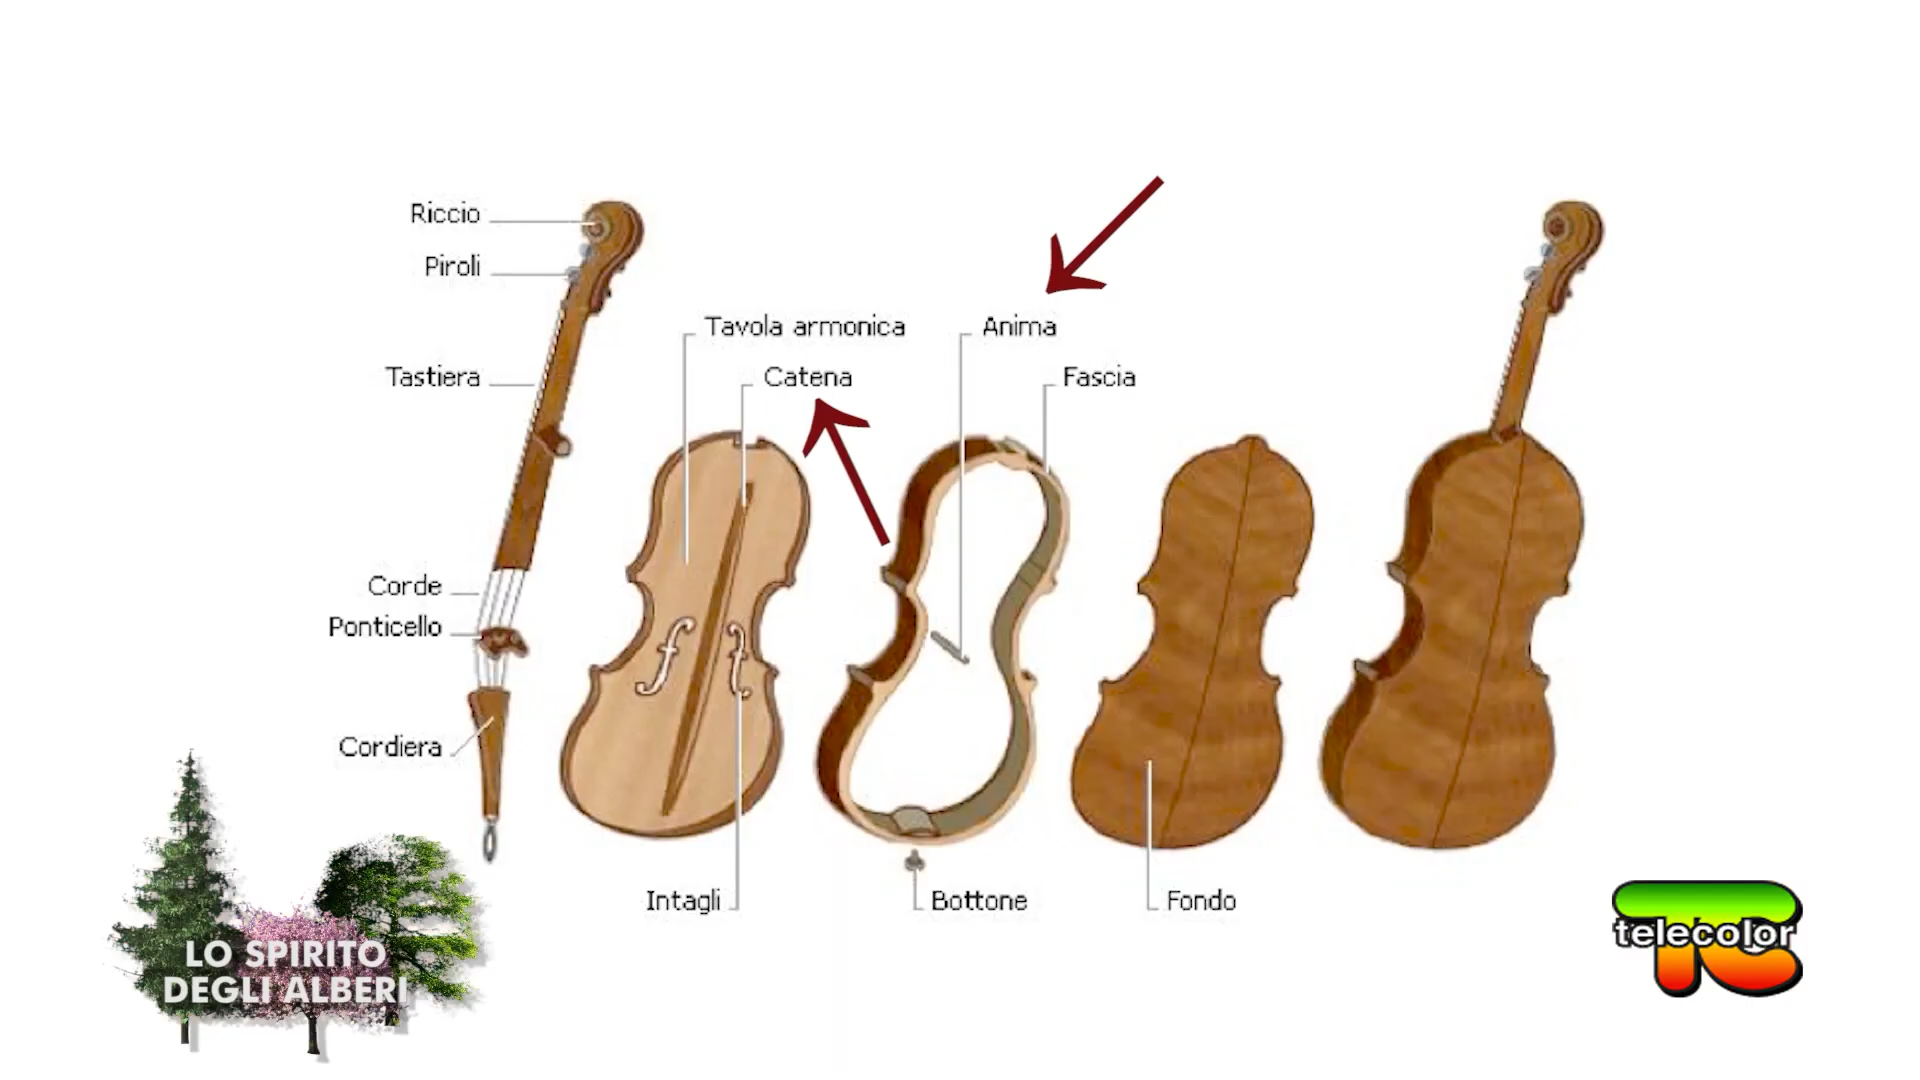 Riccio
Piroli
Tavola armonica
Anima
Tastiera
Catena
Fascia
Corde
Ponticello
Cordiera
Intagli
Bottone
Fondo
LO SPIRITO
DEGLI ALBERI
telecolor
TC